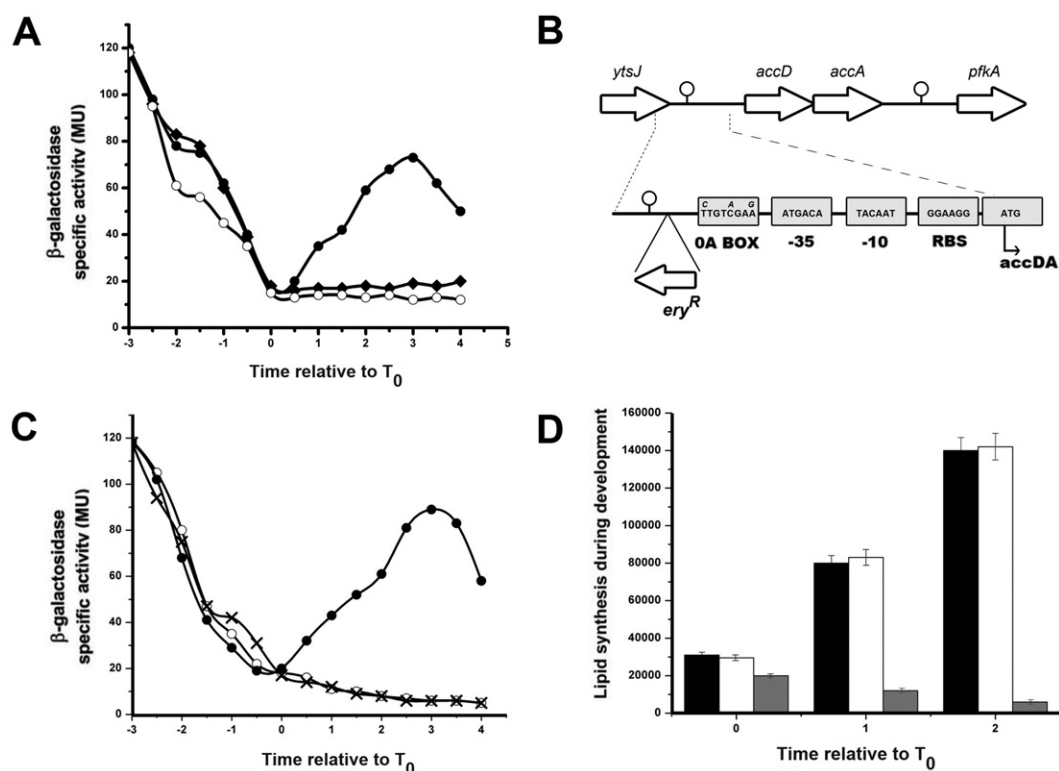 A
β-galactosidase
specific activity (MU)
120
100
80
60
40
20
0
-3 -2 -1 0 1 2 3 4 5
Time relative to T0
B
ytsJ accD accA pfkA
C A G
TTGTCGAA ATGACA TACAAT GGAAGG ATG
0A BOX -35 -10 RBS accDA
ery^R
C
β-galactosidase
specific activity (MU)
120
100
80
60
40
20
0
-3 -2 -1 0 1 2 3 4
Time relative to T0
D
Lipid synthesis during development
160000
140000
120000
100000
80000
60000
40000
20000
0
0 1 2
Time relative to T0